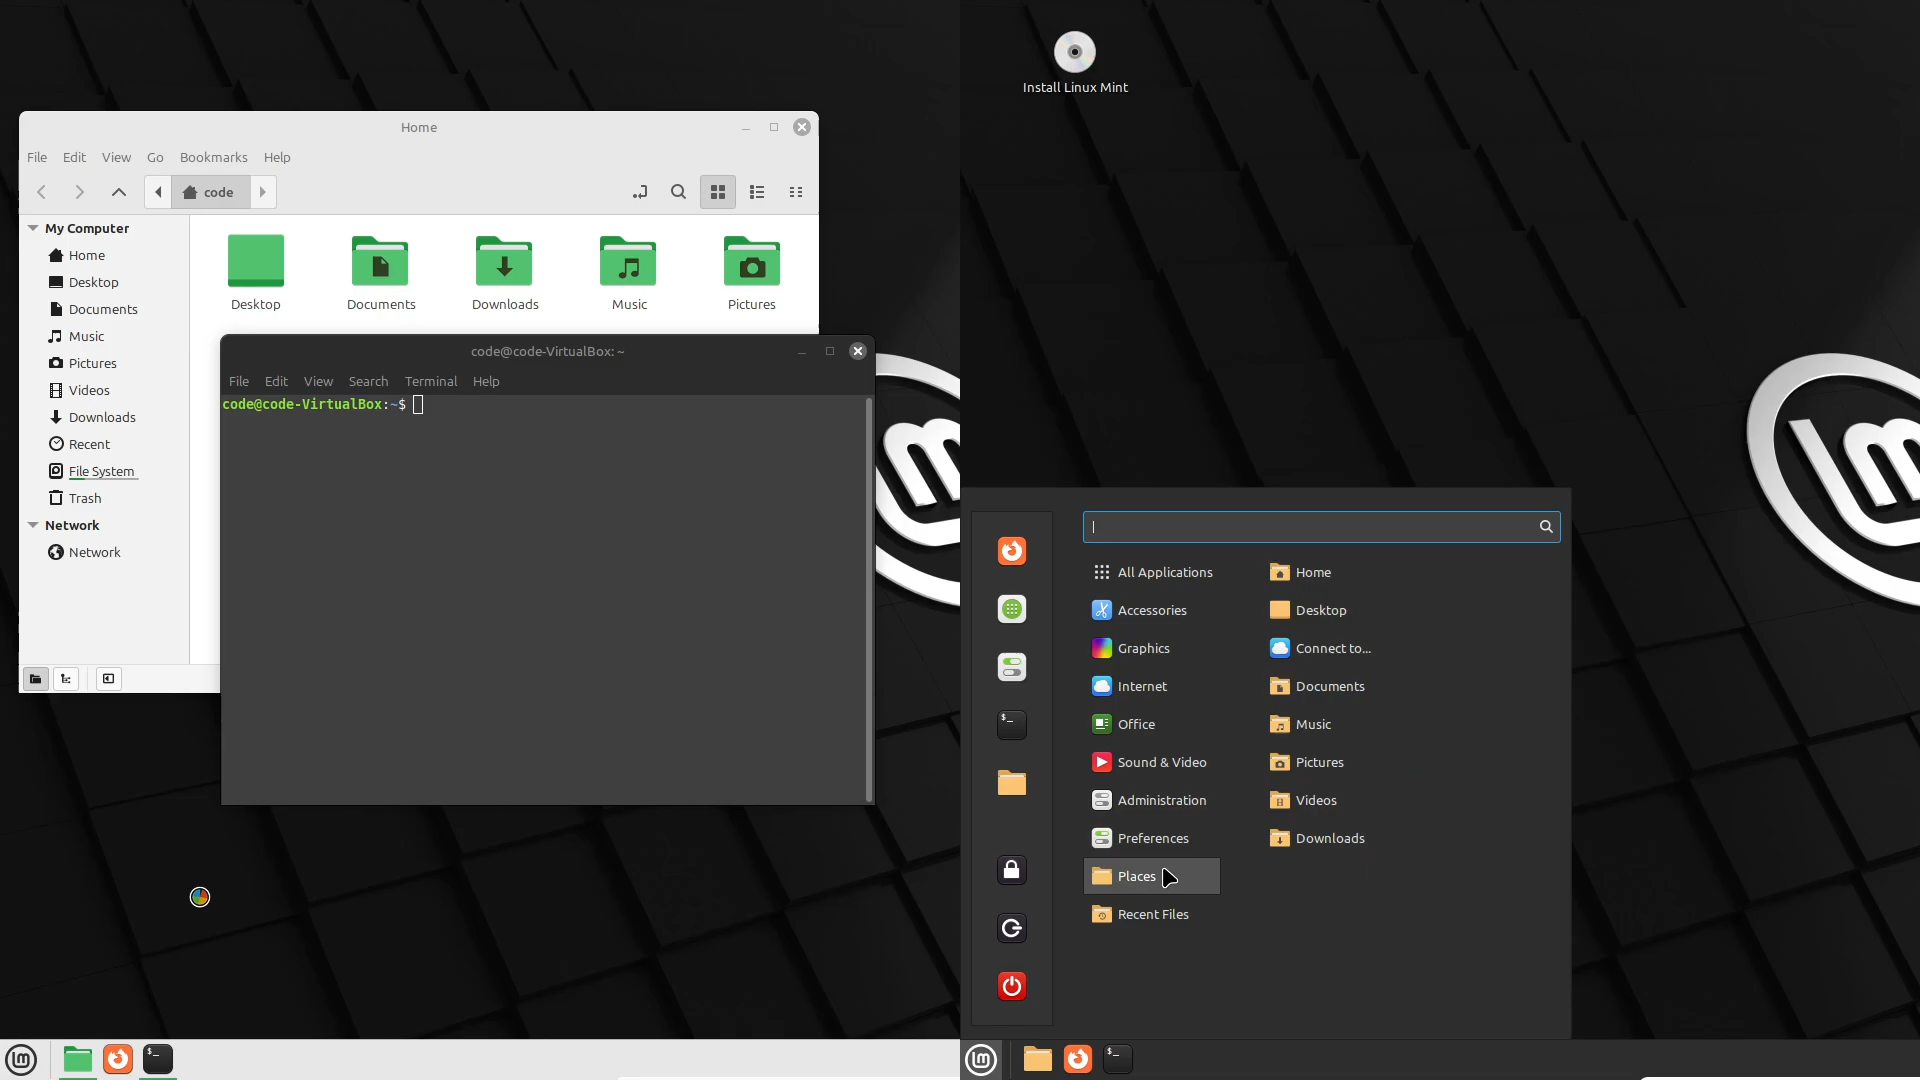 Install Linux Mint
Home
File Edit View Go Bookmarks Help
code
My Computer
Home
Desktop
Documents
Music
Pictures
Videos
Downloads
Recent
File System
Trash
Network
Network
Desktop
Documents
Downloads
Music
Pictures
code@code-VirtualBox: ~
File Edit View Search Terminal Help
code@code-VirtualBox:~$
All Applications
Accessories
Graphics
Internet
Office
Sound & Video
Administration
Preferences
Places
Recent Files
Home
Desktop
Connect to...
Documents
Music
Pictures
Videos
Downloads